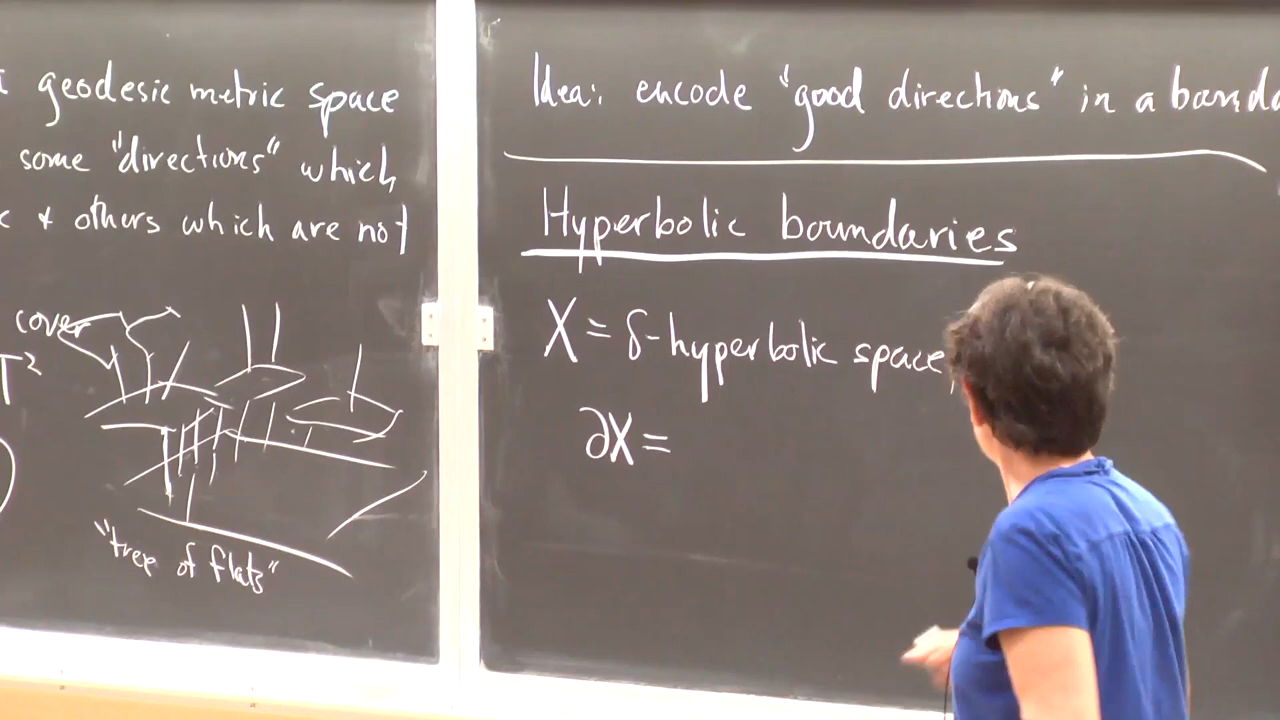 geodesic metric space
some "directions" which
& others which are not
cover
T²
"tree of flats"
Idea: encode "good directions" in a
Hyperbolic boundaries
X = δ-hyperbolic space,
∂X =